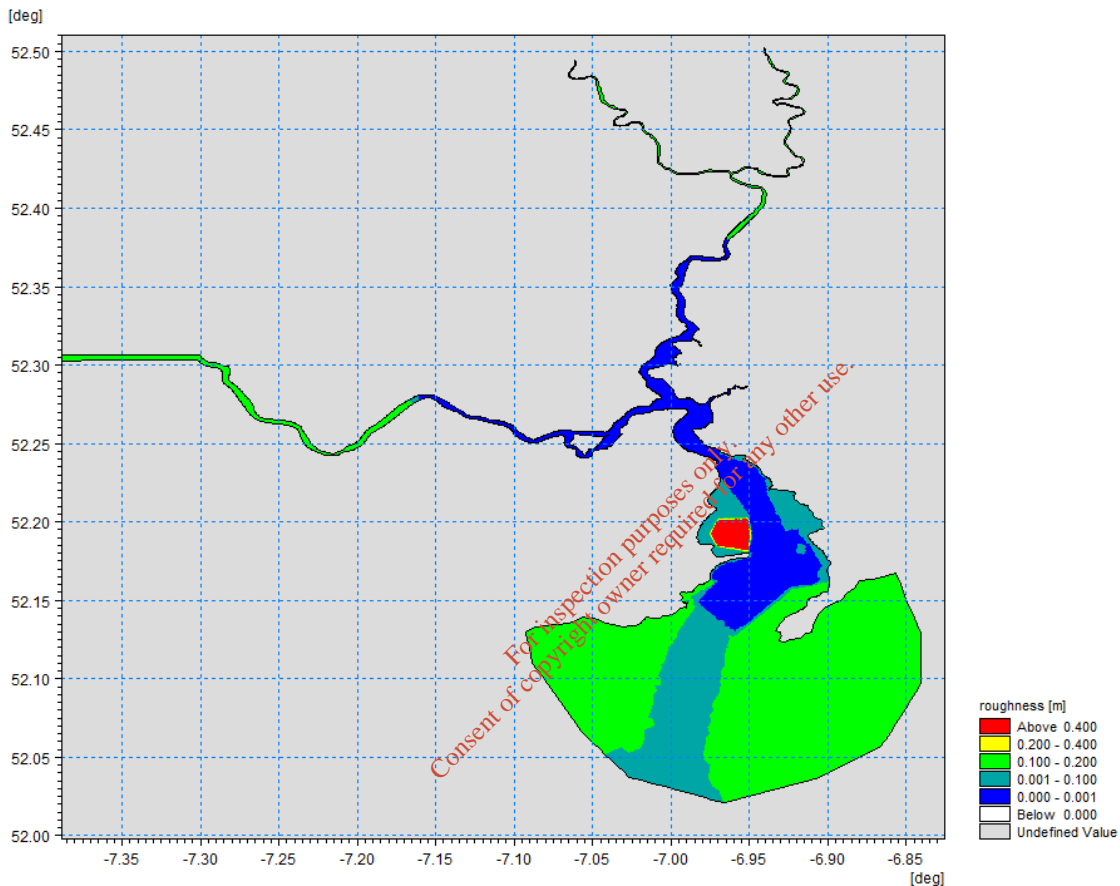 [deg]
52.50
52.45
52.40
52.35
52.30
52.25
52.20
52.15
52.10
52.05
52.00
-7.35
-7.30
-7.25
-7.20
-7.15
-7.10
-7.05
-7.00
-6.95
-6.90
-6.85
[deg]
For inspection purposes only.
Consent of copyright owner required for any other use.
roughness [m]
Above 0.400
0.200 - 0.400
0.100 - 0.200
0.001 - 0.100
0.000 - 0.001
Below 0.000
Undefined Value